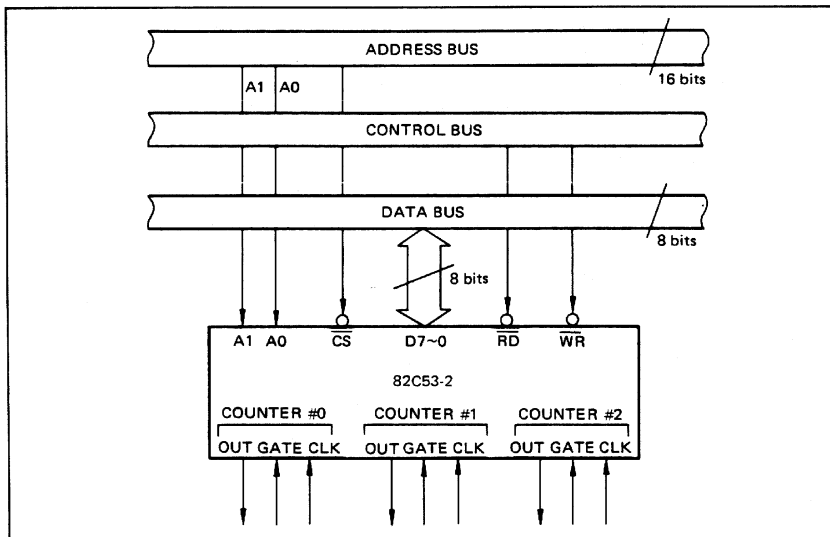 ADDRESS BUS
16 bits
A1 A0
CONTROL BUS
DATA BUS
8 bits
8 bits
A1 A0 CS D7~0 RD WR
82C53-2
COUNTER #0 COUNTER #1 COUNTER #2
OUT GATE CLK OUT GATE CLK OUT GATE CLK